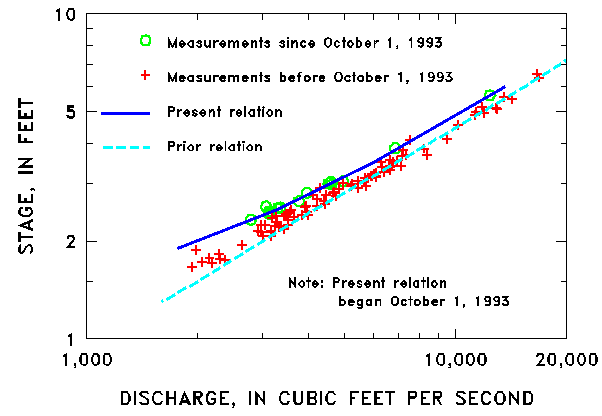 10
Measurements since October 1, 1993
Measurements before October 1, 1993
5
Present relation
Prior relation
STAGE, IN FEET
2
Note: Present relation
began October 1, 1993
1
1,000
10,000
20,000
DISCHARGE, IN CUBIC FEET PER SECOND